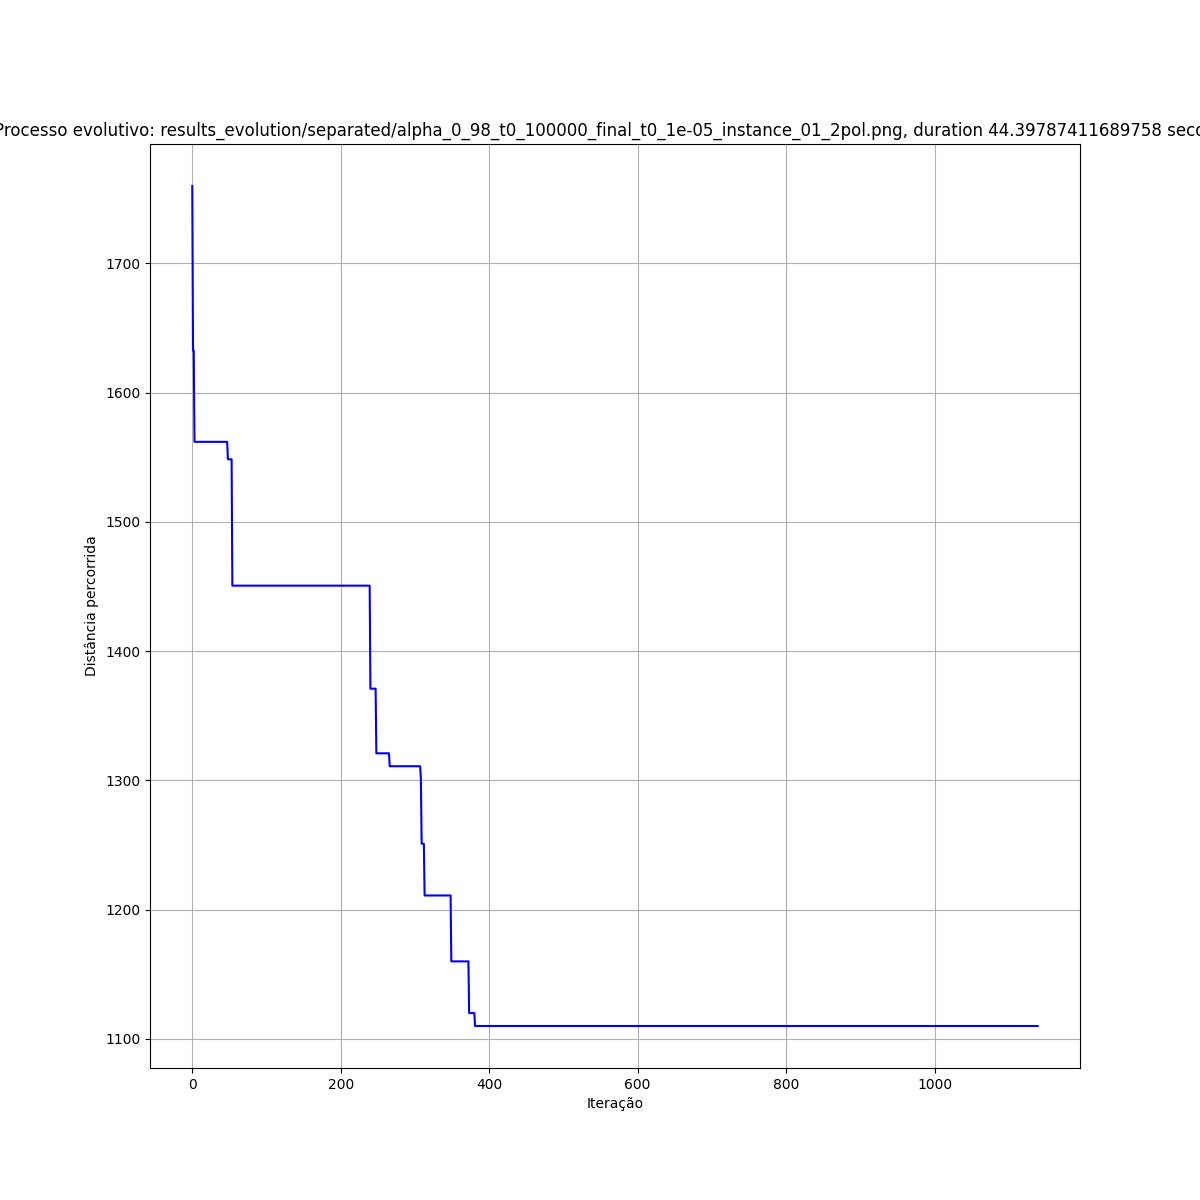 Processo evolutivo: results_evolution/separated/alpha_0_98_t0_100000_final_t0_1e-05_instance_01_2pol.png, duration 44.39787411689758 seco
1700
1600
1500
1400
1300
1200
1100
Distância percorrida
0 200 400 600 800 1000
Iteração